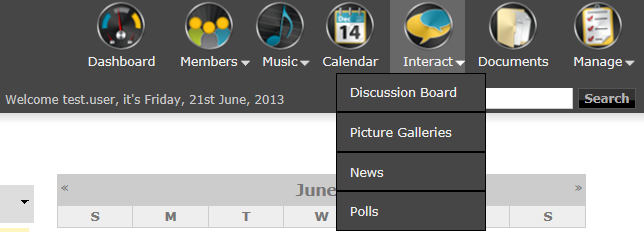 Dec
14
Dashboard Members Music Calendar Interact Documents Manage
Welcome test.user, it's Friday, 21st June, 2013
Search
Discussion Board
Picture Galleries
News
Polls
« June »
S M T W S